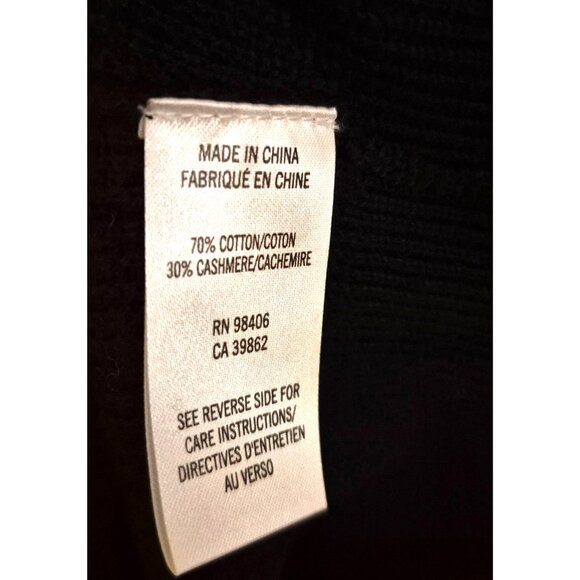 MADE IN CHINA
FABRIQUÉ EN CHINE
70% COTTON/COTON
30% CASHMERE/CACHEMIRE
RN 98406
CA 39862
SEE REVERSE SIDE FOR
CARE INSTRUCTIONS/
DIRECTIVES D'ENTRETIEN
AU VERSO